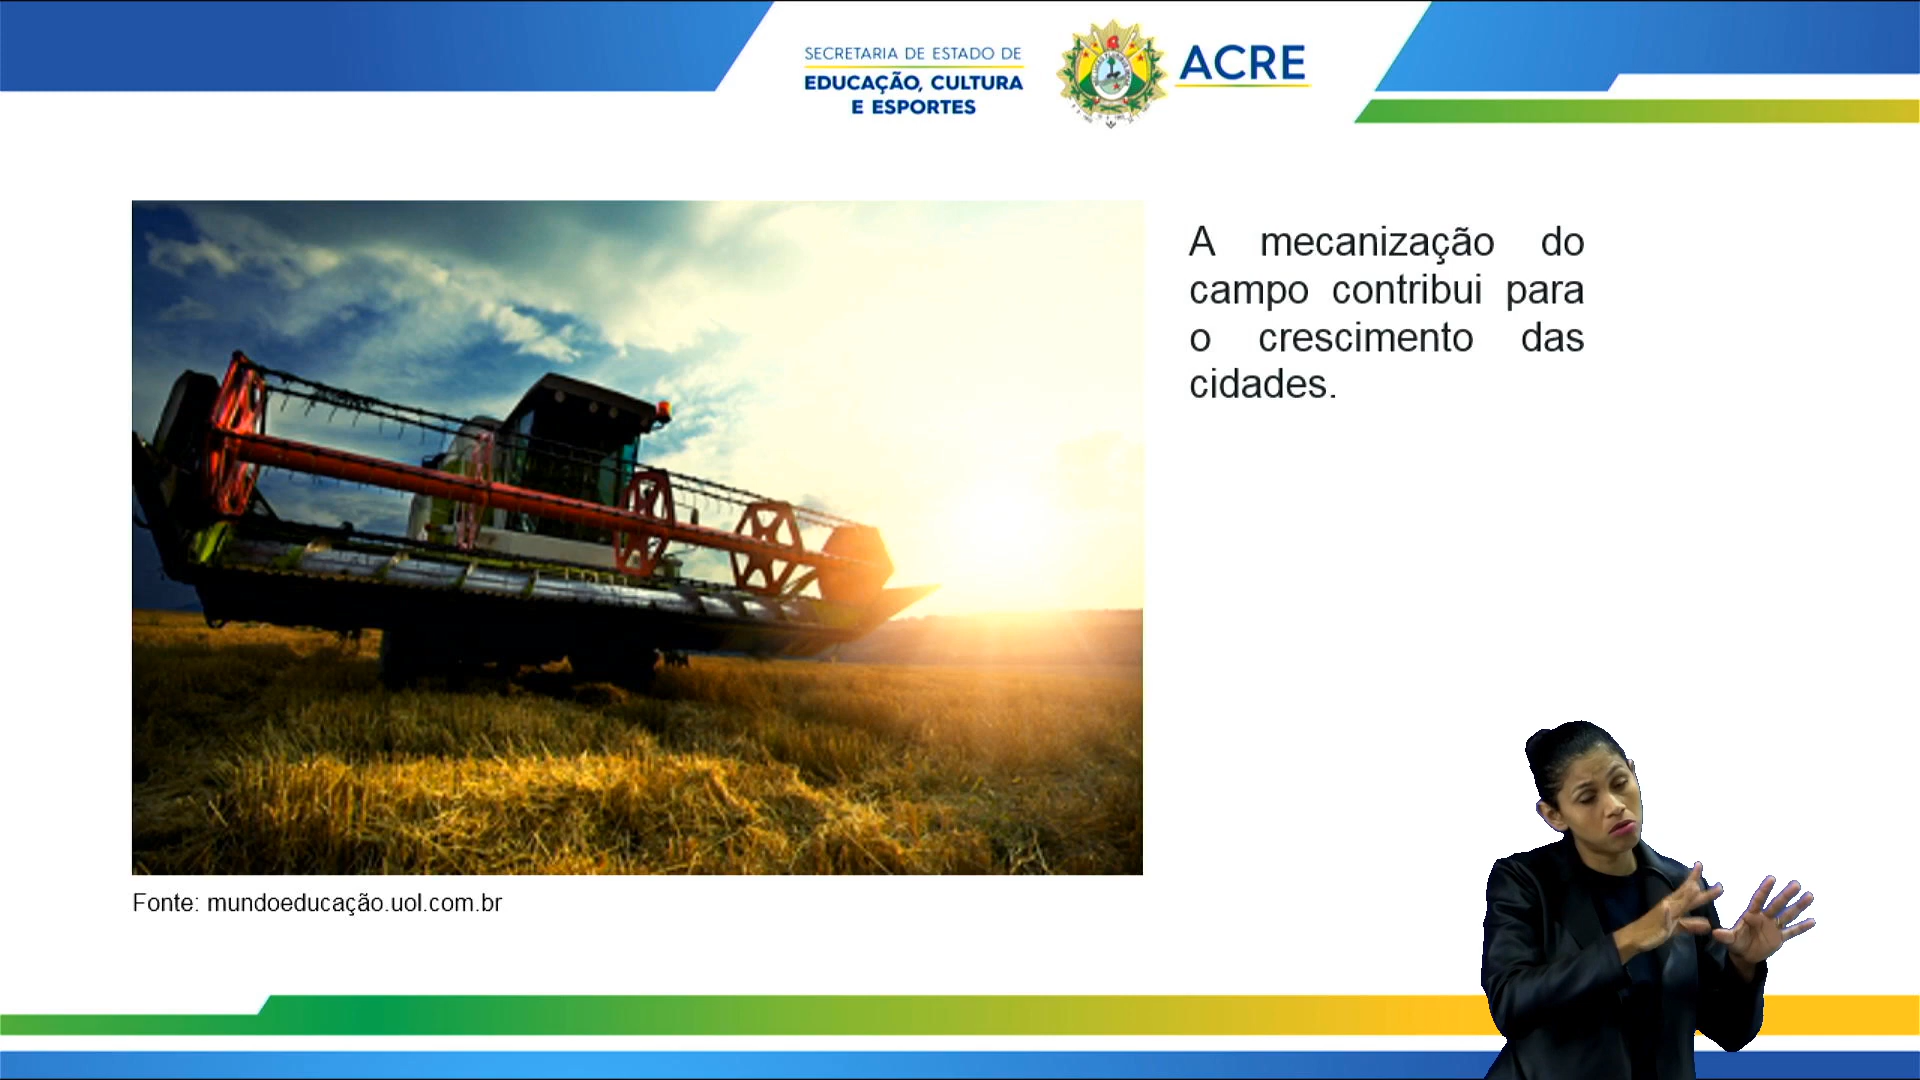 SECRETARIA DE ESTADO DE
EDUCAÇÃO, CULTURA
E ESPORTES
ACRE
A mecanização do
campo contribui para
o crescimento das
cidades.
Fonte: mundoeducação.uol.com.br